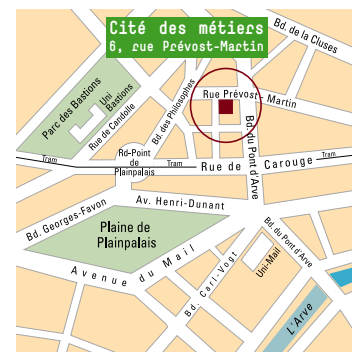 Cité des métiers
6, rue Prévost-Martin
Bd. de la Cluses
Parc des Bastions
Uni
Bastions
Rue de Candolle
Bd. des Philosophes
Rue Prévost - Martin
Bd. du Pont d'Arve
Tram
Rd-Point
de
Plainpalais
Tram
Rue de Carouge
Tram
Bd. Georges-Favon
Av. Henri-Dunant
Plaine de
Plainpalais
Avenue du Mail
Bd. Carl-Vogt
Uni-Mail
Bd. du Pont d'Arve
L'Arve